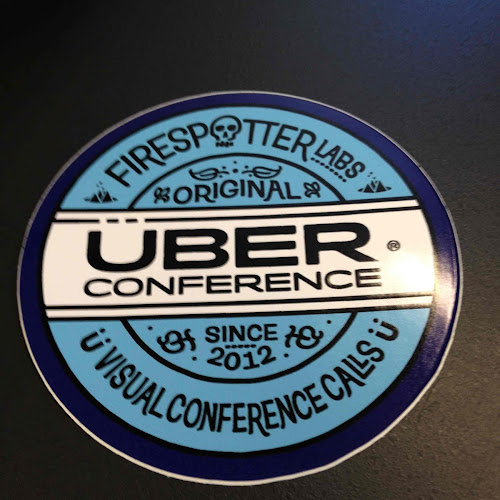 FIRESPOTTER LABS
ORIGINAL
ÜBER ®
CONFERENCE
SINCE
2012
Ü VISUAL CONFERENCE CALLS Ü